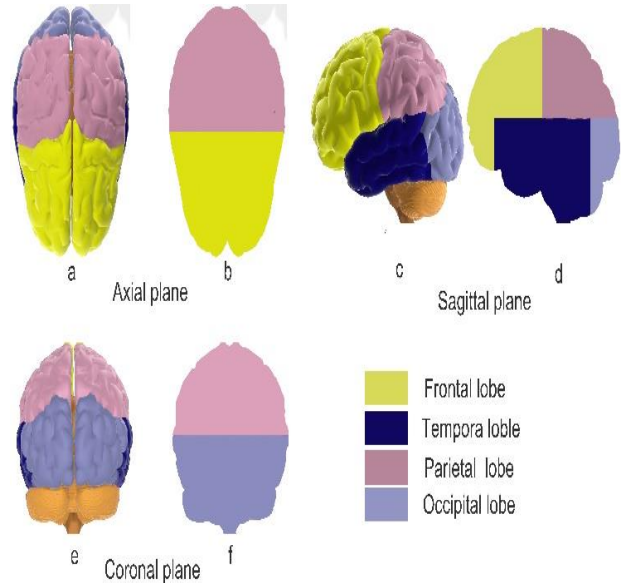 a
b
Axial plane
c
d
Sagittal plane
e
f
Coronal plane
Frontal lobe
Tempora loble
Parietal lobe
Occipital lobe